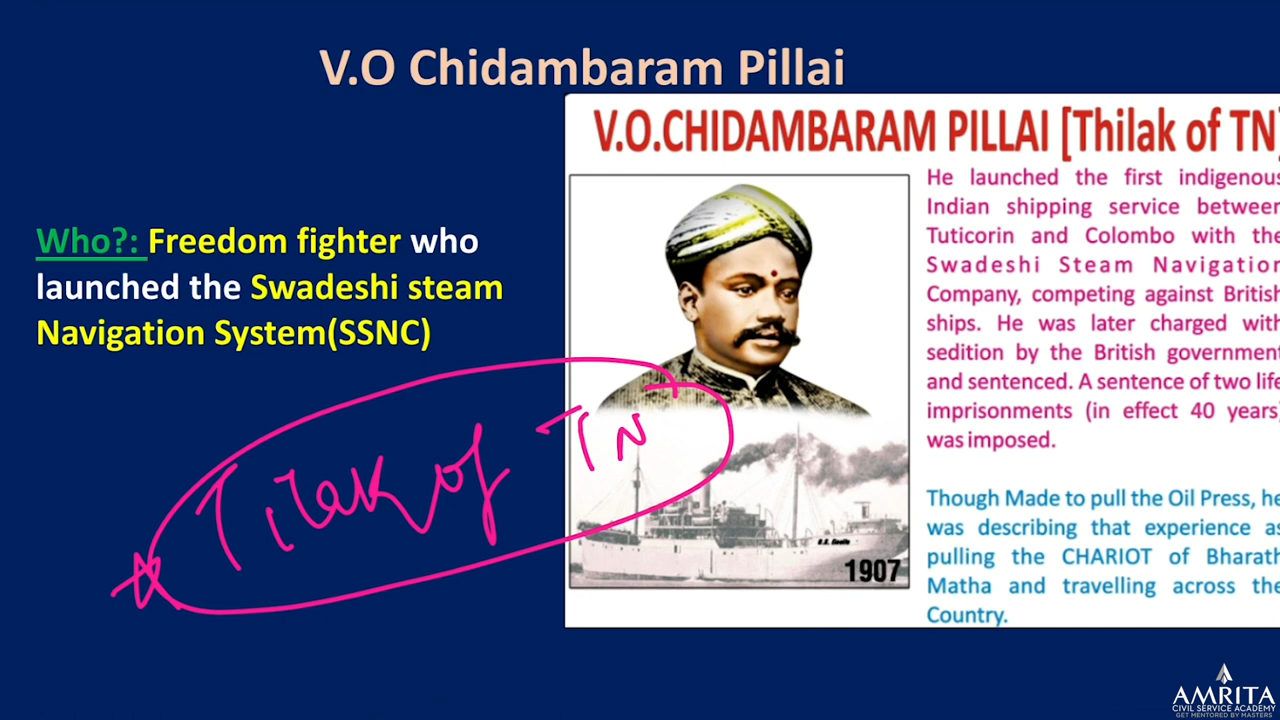 V.O Chidambaram Pillai
Who?: Freedom fighter who
launched the Swadeshi steam
Navigation System(SSNC)
Tilak of TN
V.O.CHIDAMBARAM PILLAI [Thilak of TN]
He launched the first indigenous
Indian shipping service between
Tuticorin and Colombo with the
Swadeshi Steam Navigation
Company, competing against British
ships. He was later charged with
sedition by the British government
and sentenced. A sentence of two life
imprisonments (in effect 40 years)
was imposed.
Though Made to pull the Oil Press, he
was describing that experience as
pulling the CHARIOT of Bharath
Matha and travelling across the
Country.
1907
AMRITA
CIVIL SERVICE ACADEMY
GET MENTORED BY MASTERS